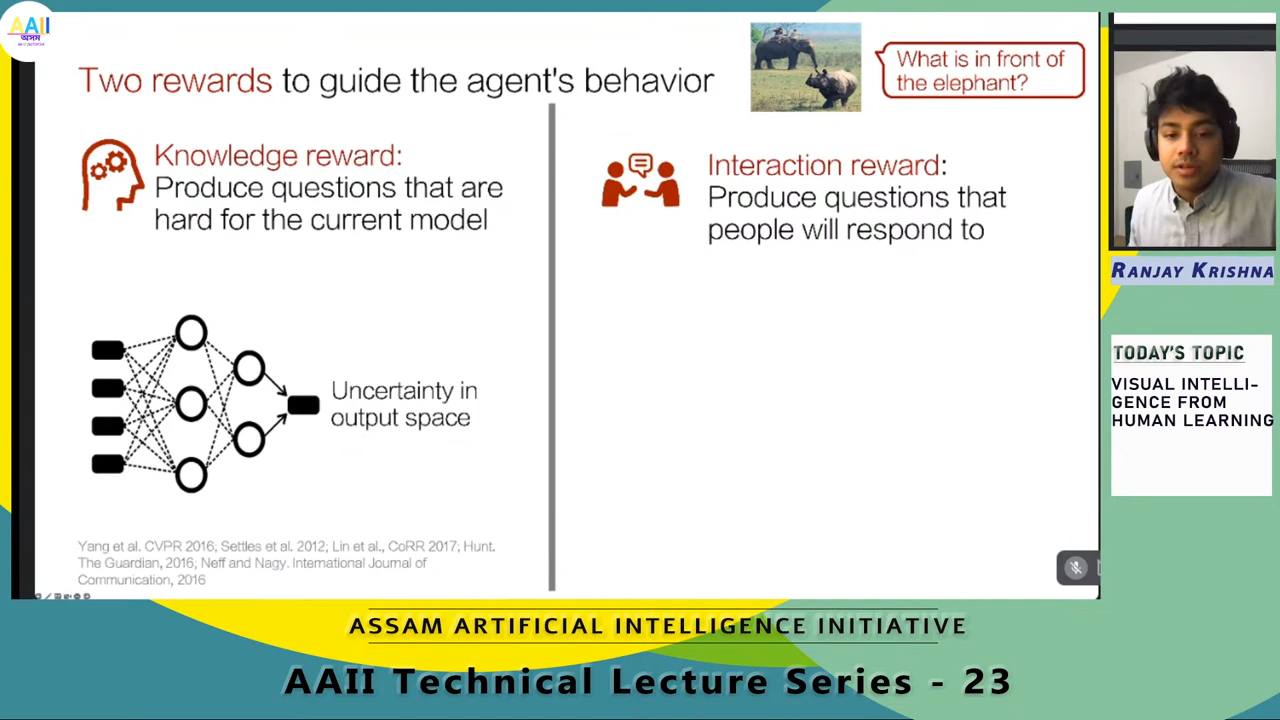 AAII
অসম
Two rewards to guide the agent's behavior
What is in front of
the elephant?
Knowledge reward:
Produce questions that are
hard for the current model
Interaction reward:
Produce questions that
people will respond to
Uncertainty in
output space
Yang et al. CVPR 2016; Settles et al. 2012; Lin et al., CoRR 2017; Hunt.
The Guardian, 2016; Neff and Nagy. International Journal of
Communication, 2016
RANJAY KRISHNA
TODAY'S TOPIC
VISUAL INTELLI-
GENCE FROM
HUMAN LEARNING
ASSAM ARTIFICIAL INTELLIGENCE INITIATIVE
AAII Technical Lecture Series - 23